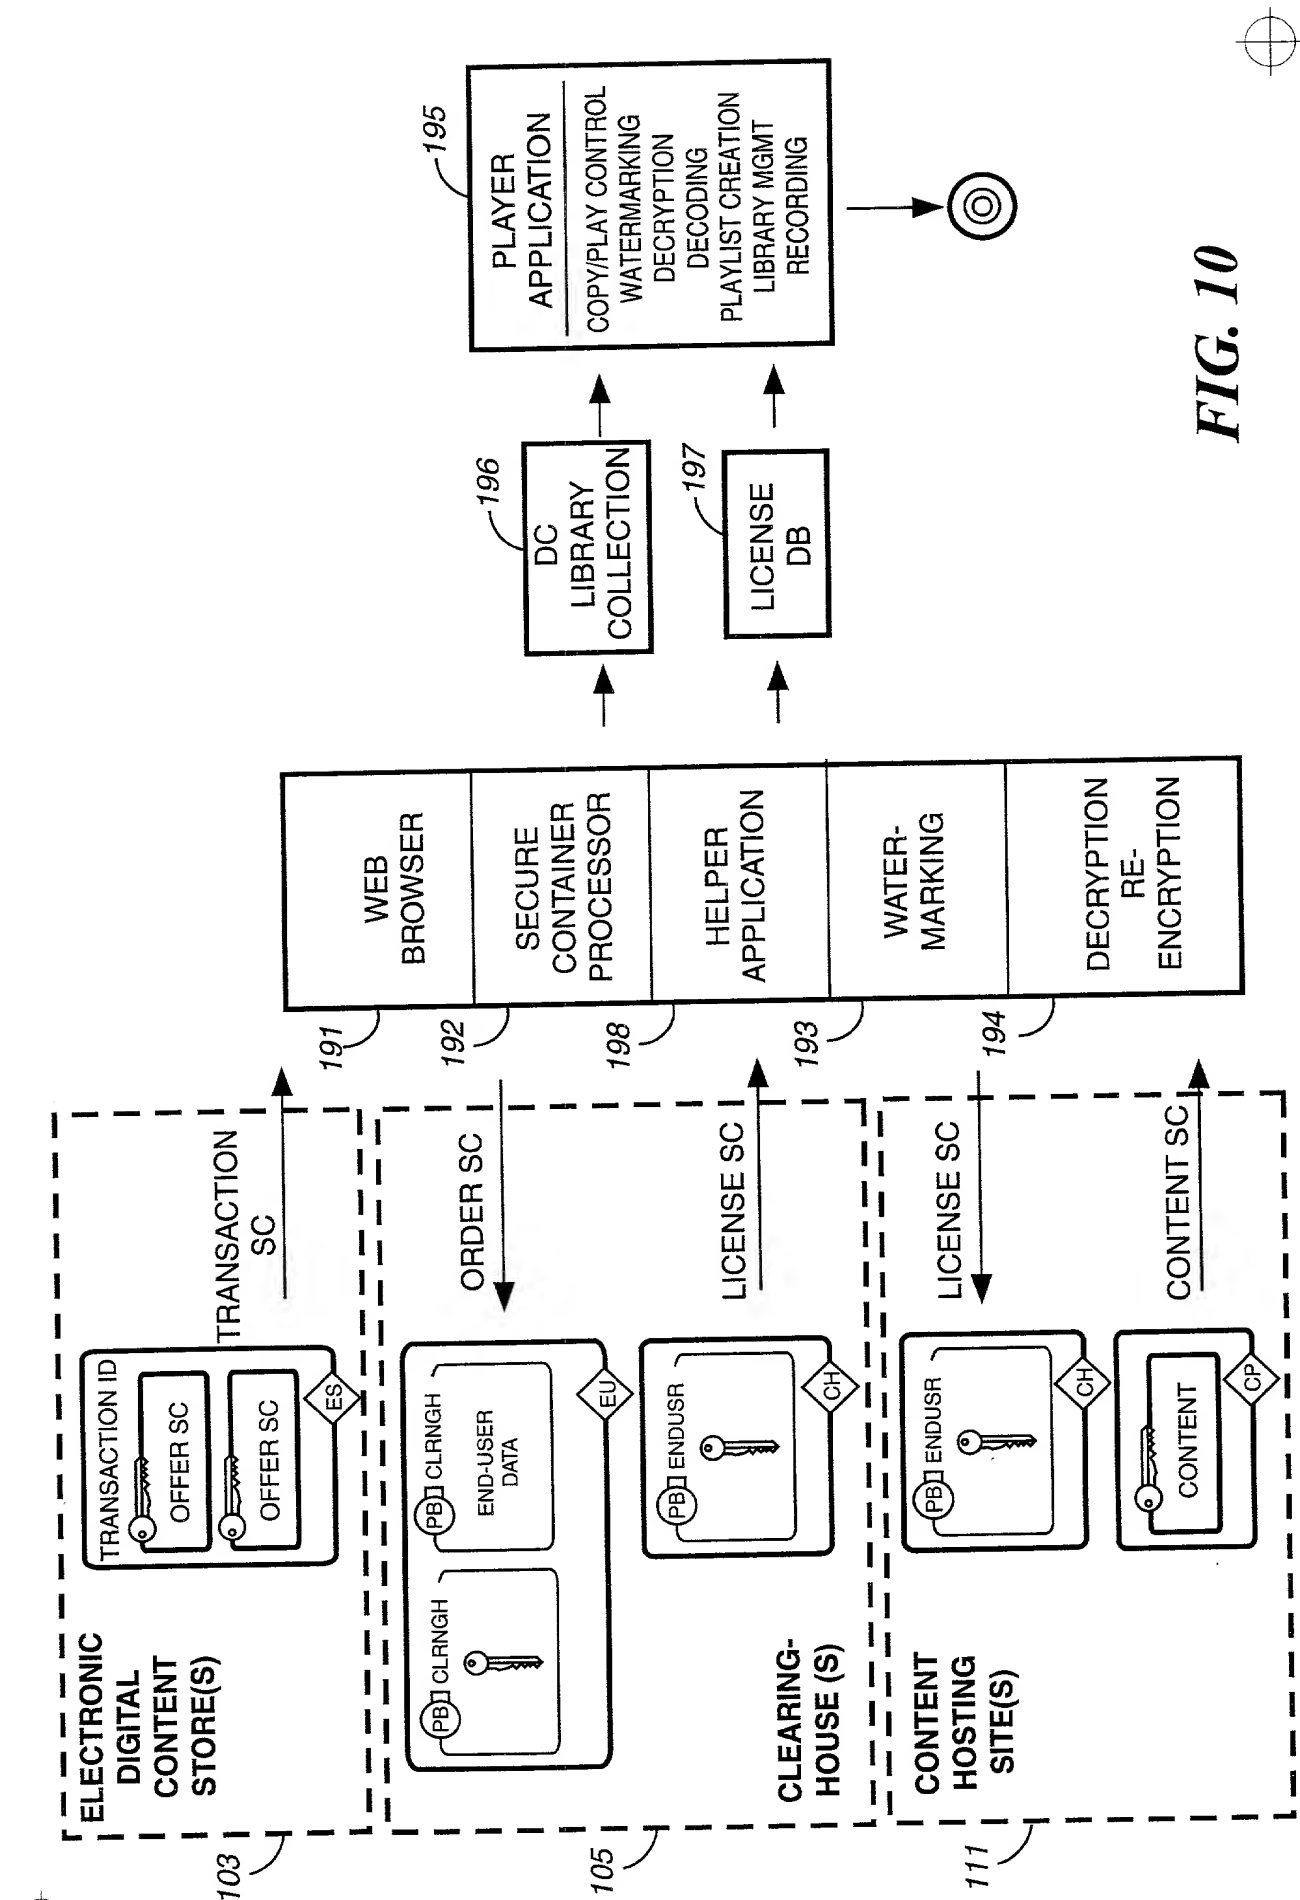 ELECTRONIC
DIGITAL
CONTENT
STORE(S)
103
TRANSACTION ID
OFFER SC
OFFER SC
ES
TRANSACTION
SC
105
PB CLRNGH
PB CLRNGH
END-USER
DATA
EU
ORDER SC
CLEARING-
HOUSE (S)
PB ENDUSR
CH
LICENSE SC
111
CONTENT
HOSTING
SITE(S)
PB ENDUSR
CH
LICENSE SC
CONTENT
CP
CONTENT SC
191
WEB
BROWSER
192
SECURE
CONTAINER
PROCESSOR
198
HELPER
APPLICATION
193
WATER-
MARKING
194
DECRYPTION
RE-
ENCRYPTION
196
DC
LIBRARY
COLLECTION
197
LICENSE
DB
195
PLAYER
APPLICATION
COPY/PLAY CONTROL
WATERMARKING
DECRYPTION
DECODING
PLAYLIST CREATION
LIBRARY MGMT
RECORDING
FIG. 10